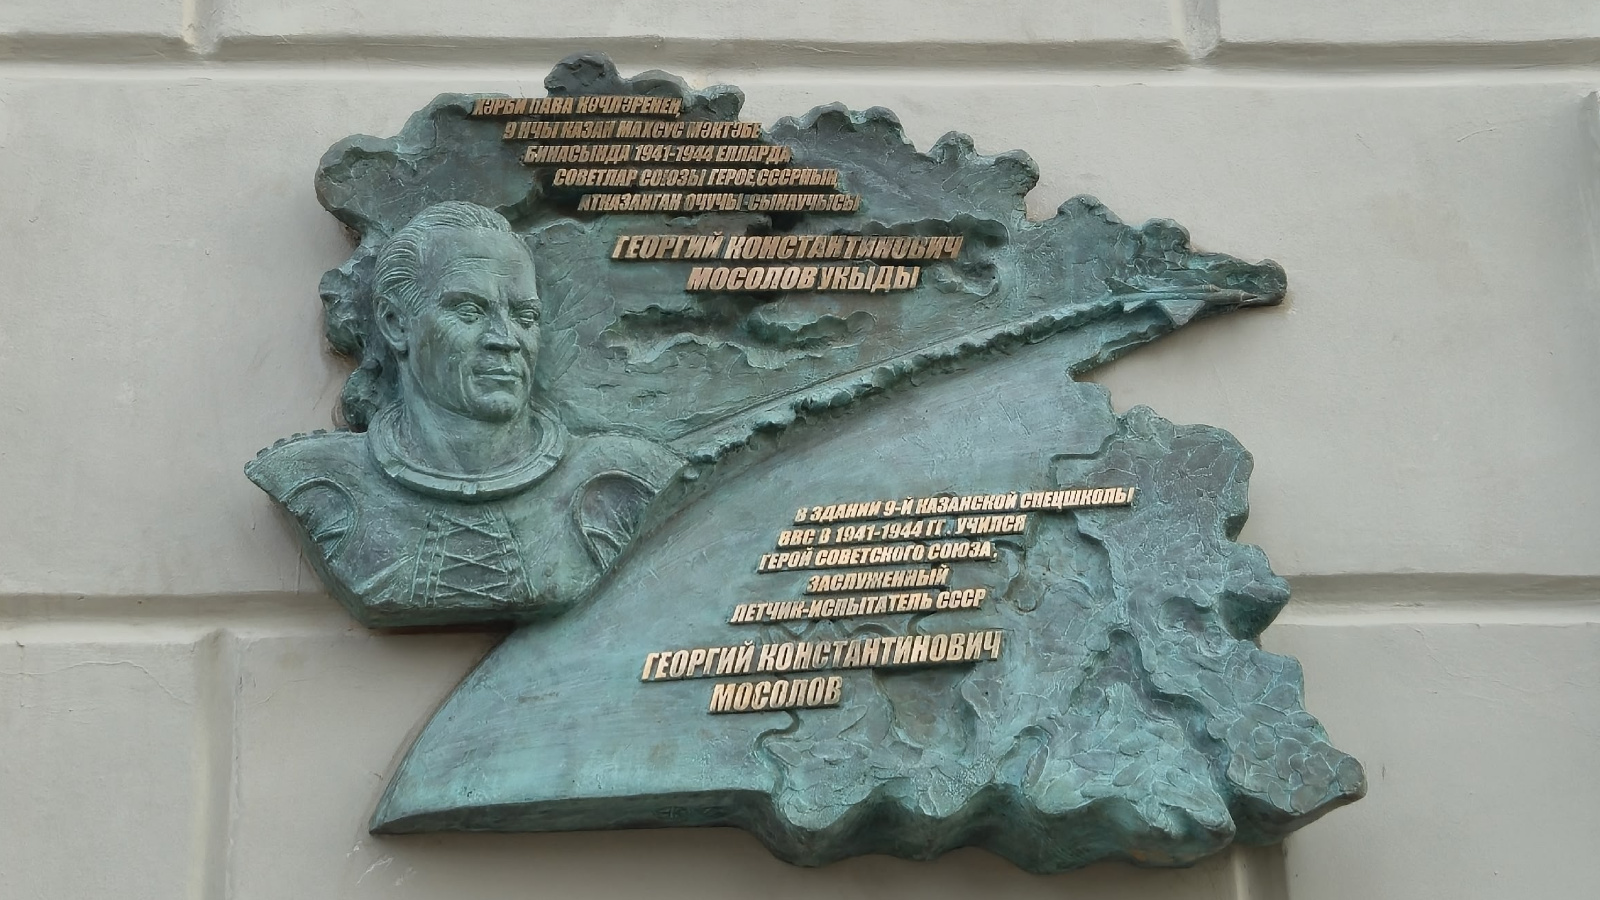 ХӘРБИ ҺАВА КӨЧЛӘРЕНЕҢ
9 НЧЫ КАЗАН МАХСУС МӘКТӘБЕ
БИНАСЫНДА 1941-1944 ЕЛЛАРДА
СОВЕТЛАР СОЮЗЫ ГЕРОЕ,СССРНЫҢ
АТКАЗАНГАН ОЧУЧЫ-СЫНАУЧЫСЫ
ГЕОРГИЙ КОНСТАНТИНОВИЧ
МОСОЛОВ УКЫДЫ
В ЗДАНИИ 9-Й КАЗАНСКОЙ СПЕЦШКОЛЫ
ВВС В 1941-1944 ГГ. УЧИЛСЯ
ГЕРОЙ СОВЕТСКОГО СОЮЗА,
ЗАСЛУЖЕННЫЙ
ЛЕТЧИК-ИСПЫТАТЕЛЬ СССР
ГЕОРГИЙ КОНСТАНТИНОВИЧ
МОСОЛОВ